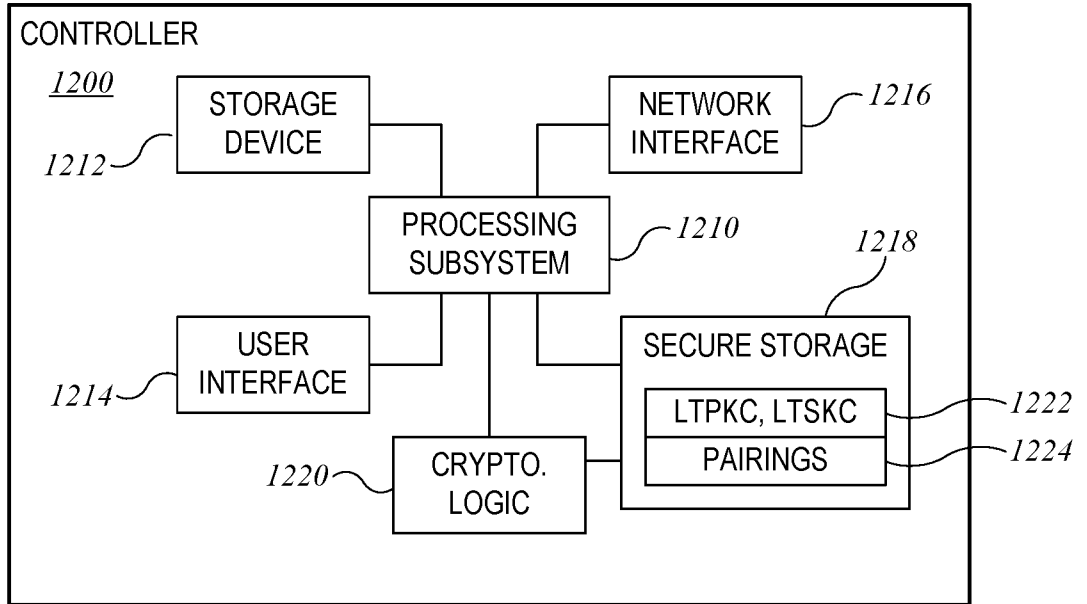 CONTROLLER
1200
STORAGE
DEVICE
1212
NETWORK
INTERFACE
1216
PROCESSING
SUBSYSTEM
1210
1218
USER
INTERFACE
1214
SECURE STORAGE
LTPKC, LTSKC
1222
PAIRINGS
1224
CRYPTO.
LOGIC
1220